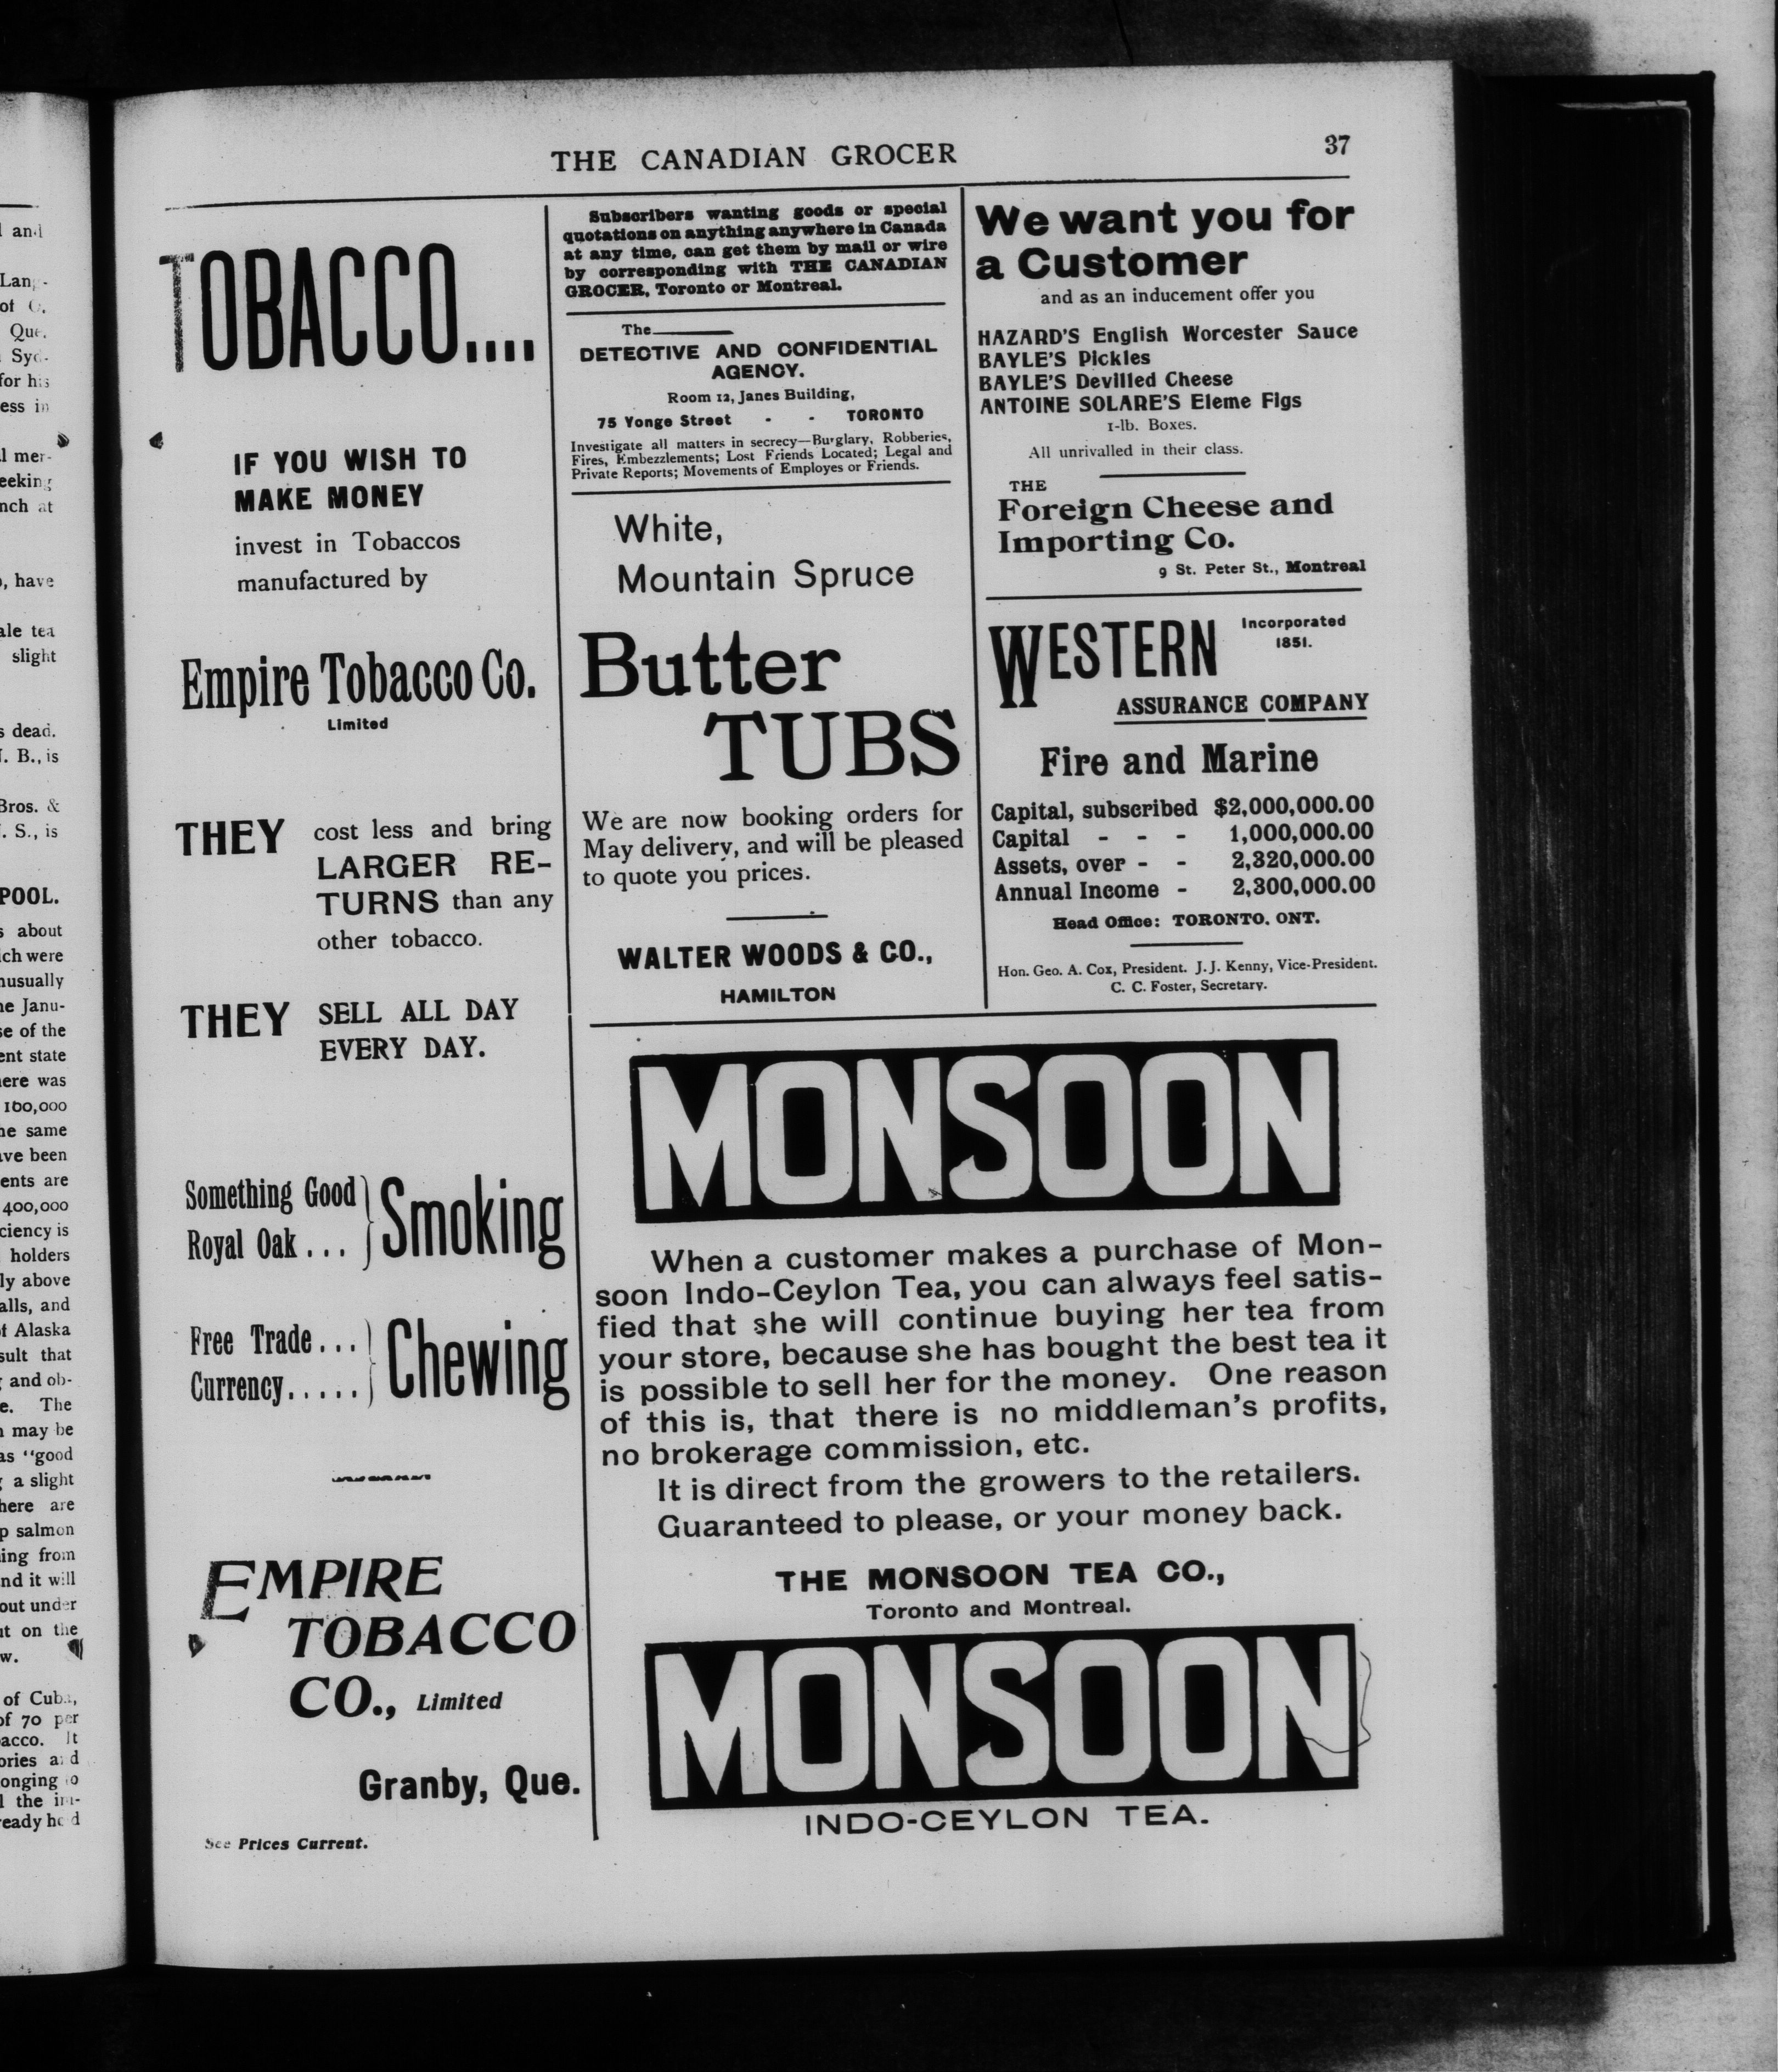 THE CANADIAN GROCER
37
TOBACCO....
IF YOU WISH TO
MAKE MONEY
invest in Tobaccos
manufactured by
Empire Tobacco Co.
Limited
THEY cost less and bring
LARGER RE-
TURNS than any
other tobacco.
THEY SELL ALL DAY
EVERY DAY.
Something Good
Royal Oak ... } Smoking
Free Trade...
Currency..... } Chewing
EMPIRE
TOBACCO
CO., Limited
Granby, Que.
See Prices Current.
Subscribers wanting goods or special
quotations on anything anywhere in Canada
at any time, can get them by mail or wire
by corresponding with THE CANADIAN
GROCER, Toronto or Montreal.
The
DETECTIVE AND CONFIDENTIAL
AGENCY.
Room 12, Janes Building,
75 Yonge Street - - TORONTO
Investigate all matters in secrecy—Burglary, Robberies,
Fires, Embezzlements; Lost Friends Located; Legal and
Private Reports; Movements of Employes or Friends.
White,
Mountain Spruce
Butter
TUBS
We are now booking orders for
May delivery, and will be pleased
to quote you prices.
WALTER WOODS & CO.,
HAMILTON
We want you for
a Customer
and as an inducement offer you
HAZARD'S English Worcester Sauce
BAYLE'S Pickles
BAYLE'S Devilled Cheese
ANTOINE SOLARE'S Eleme Figs
1-lb. Boxes.
All unrivalled in their class.
THE
Foreign Cheese and
Importing Co.
9 St. Peter St., Montreal
WESTERN
Incorporated
1851.
ASSURANCE COMPANY
Fire and Marine
Capital, subscribed $2,000,000.00
Capital - - - 1,000,000.00
Assets, over - - 2,320,000.00
Annual Income - 2,300,000.00
Head Office: TORONTO. ONT.
Hon. Geo. A. Cox, President. J. J. Kenny, Vice-President.
C. C. Foster, Secretary.
MONSOON
When a customer makes a purchase of Mon-
soon Indo-Ceylon Tea, you can always feel satis-
fied that she will continue buying her tea from
your store, because she has bought the best tea it
is possible to sell her for the money. One reason
of this is, that there is no middleman's profits,
no brokerage commission, etc.
It is direct from the growers to the retailers.
Guaranteed to please, or your money back.
THE MONSOON TEA CO.,
Toronto and Montreal.
MONSOON
INDO-CEYLON TEA.